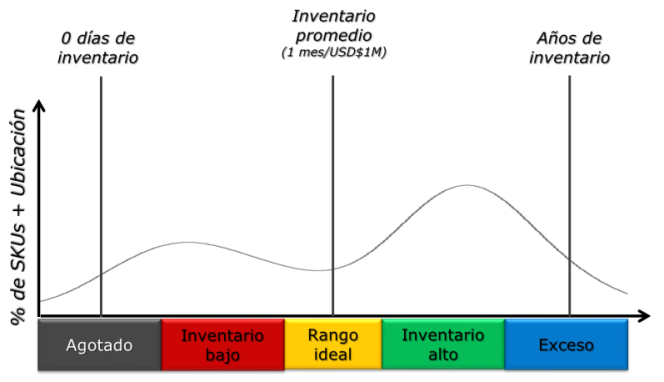 0 días de
inventario
Inventario
promedio
(1 mes/USD$1M)
Años de
inventario
% de SKUs + Ubicación
Agotado
Inventario
bajo
Rango
ideal
Inventario
alto
Exceso